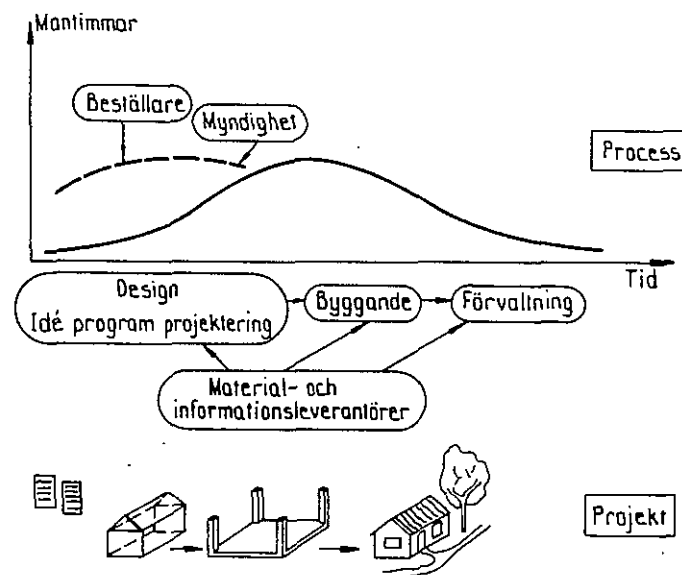 Mantimmar
Beställare
Myndighet
Process
Tid
Design
Idé program projektering
Byggande
Förvaltning
Material- och
informationsleverantörer
Projekt